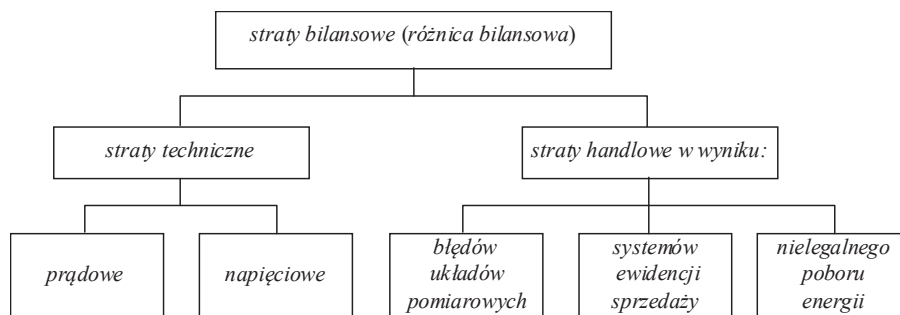 straty bilansowe (różnica bilansowa)
straty techniczne
straty handlowe w wyniku:
prądowe
napięciowe
błędów
układów
pomiarowych
systemów
ewidencji
sprzedaży
nielegalnego
poboru
energii